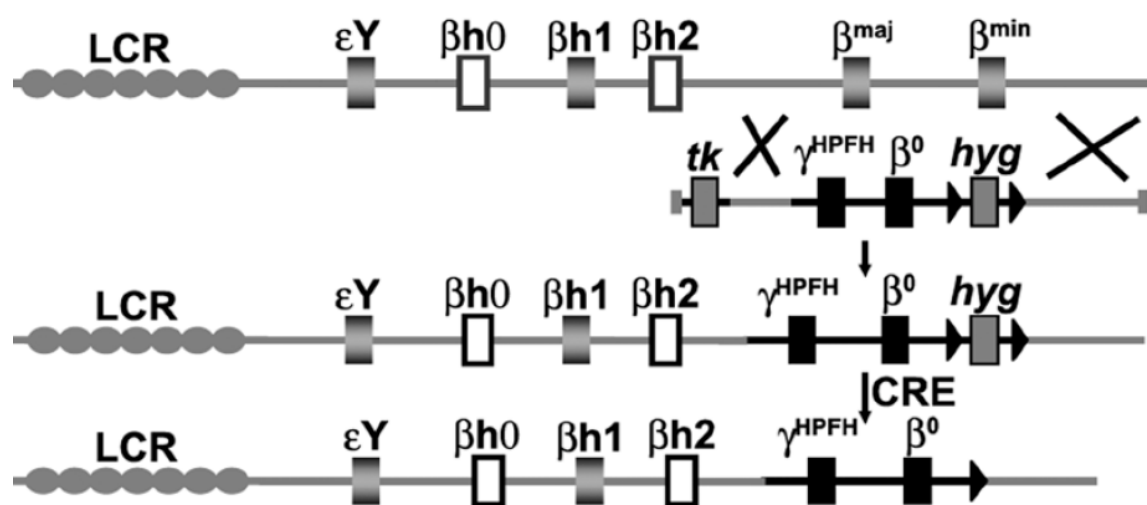 LCR εY βh0 βh1 βh2 βmaj βmin
tk γHPFH β0 hyg
LCR εY βh0 βh1 βh2 γHPFH β0 hyg
CRE
LCR εY βh0 βh1 βh2 γHPFH β0